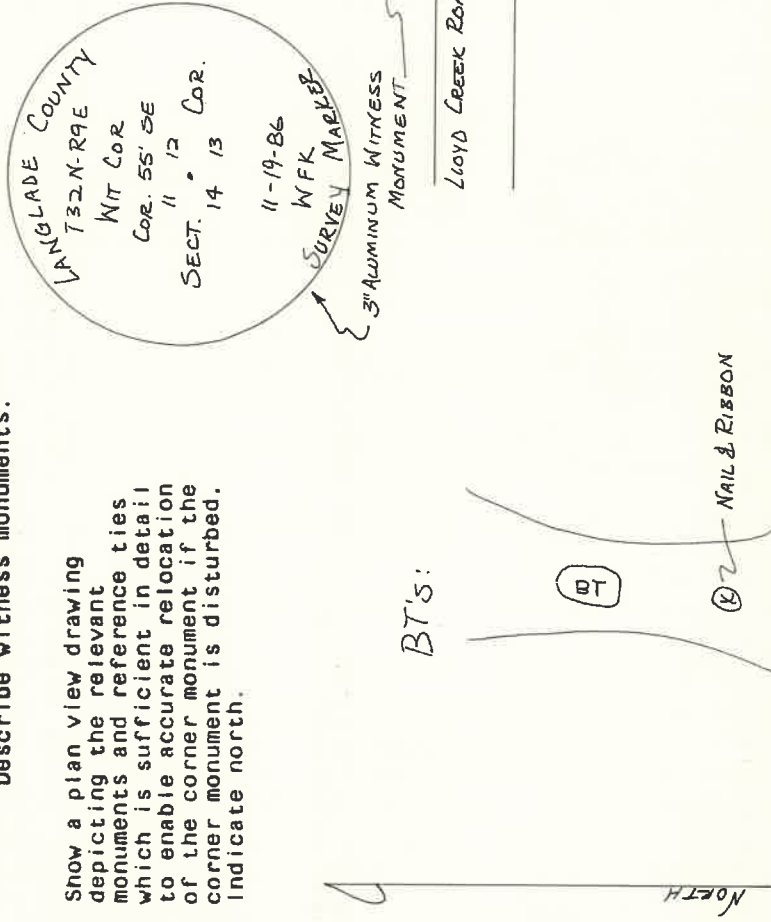 Describe witness monuments.
Show a plan view drawing
depicting the relevant
monuments and reference ties
which is sufficient in detail
to enable accurate relocation
of the corner monument if the
corner monument is disturbed.
Indicate north.
LANGLADE COUNTY
T32N-R9E
WIT COR
COR. 55' SE
11 12
SECT. • COR.
14 13
11-19-86
WFK
SURVEY MARKER
3" ALUMINUM WITNESS
MONUMENT
LLOYD CREEK
BT'S:
BT
X
NAIL & RIBBON
NORTH